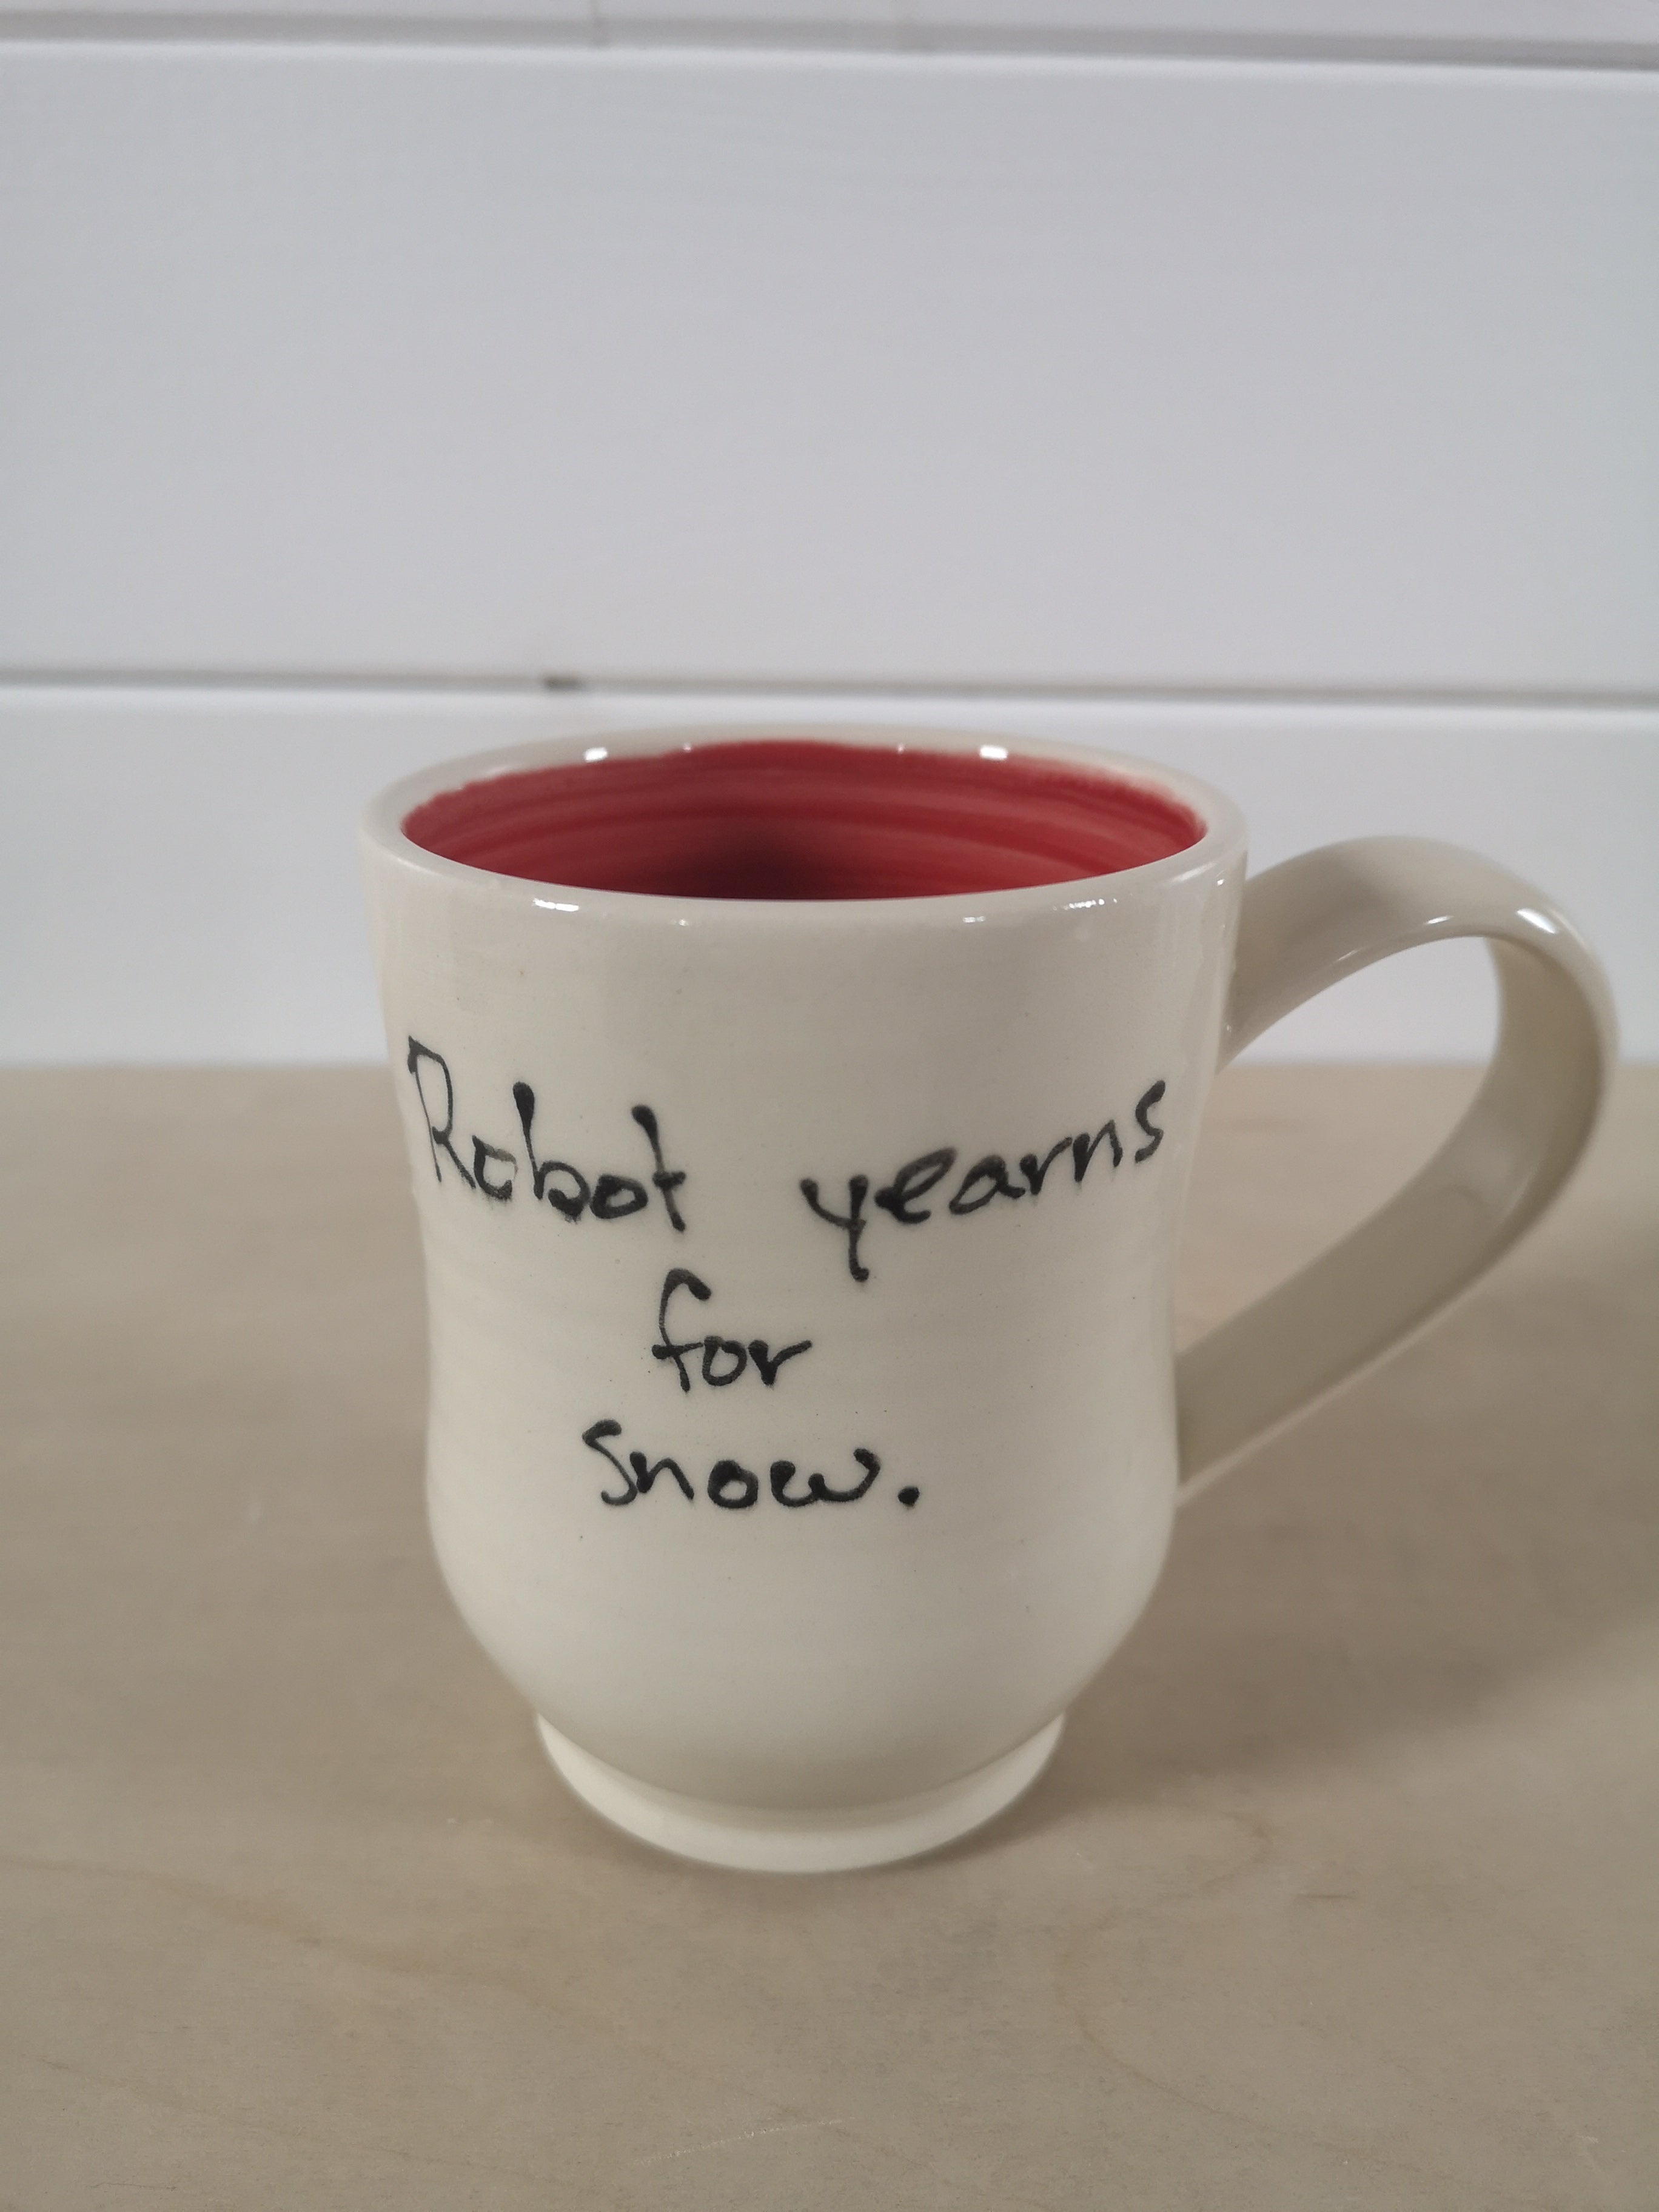 Robot yearns
for
snow.